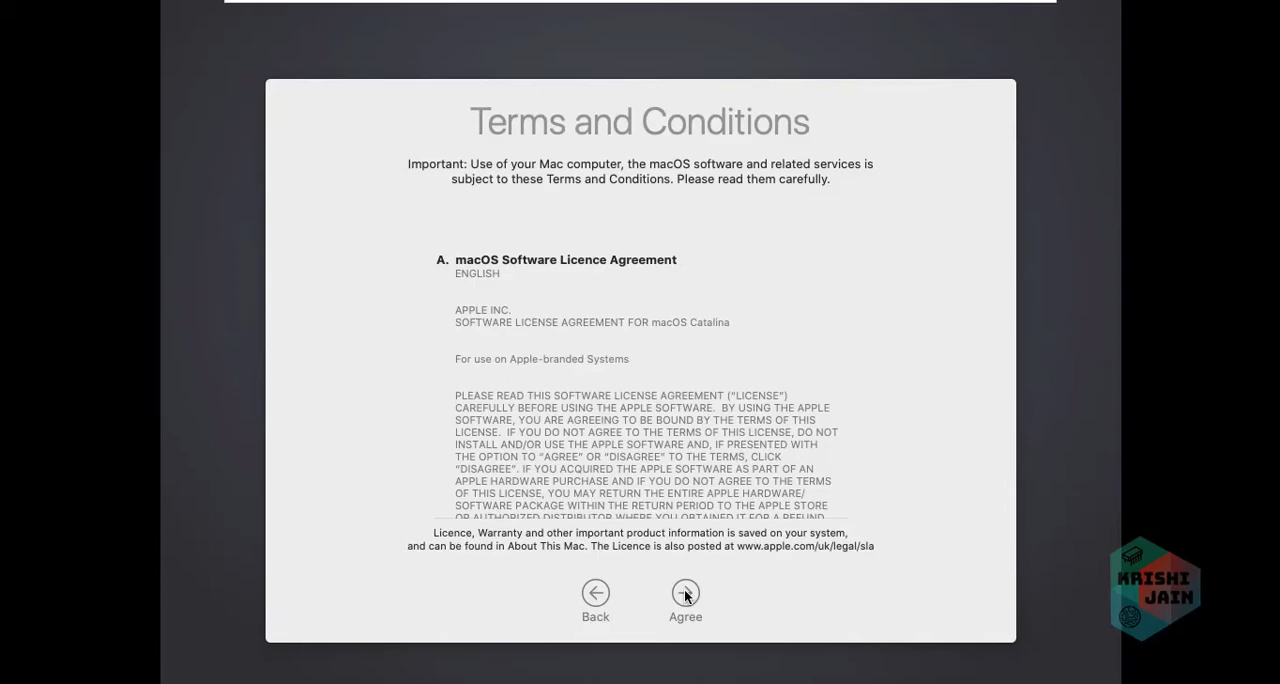 Terms and Conditions
Important: Use of your Mac computer, the macOS software and related services is
subject to these Terms and Conditions. Please read them carefully.
A. macOS Software Licence Agreement
ENGLISH
APPLE INC.
SOFTWARE LICENSE AGREEMENT FOR macOS Catalina
For use on Apple-branded Systems
PLEASE READ THIS SOFTWARE LICENSE AGREEMENT (“LICENSE”)
CAREFULLY BEFORE USING THE APPLE SOFTWARE. BY USING THE APPLE
SOFTWARE, YOU ARE AGREEING TO BE BOUND BY THE TERMS OF THIS
LICENSE. IF YOU DO NOT AGREE TO THE TERMS OF THIS LICENSE, DO NOT
INSTALL AND/OR USE THE APPLE SOFTWARE AND, IF PRESENTED WITH
THE OPTION TO “AGREE” OR “DISAGREE” TO THE TERMS, CLICK
“DISAGREE”. IF YOU ACQUIRED THE APPLE SOFTWARE AS PART OF AN
APPLE HARDWARE PURCHASE AND IF YOU DO NOT AGREE TO THE TERMS
OF THIS LICENSE, YOU MAY RETURN THE ENTIRE APPLE HARDWARE/
SOFTWARE PACKAGE WITHIN THE RETURN PERIOD TO THE APPLE STORE
OR AUTHORIZED DISTRIBUTOR WHERE YOU OBTAINED IT FOR A REFUND
Licence, Warranty and other important product information is saved on your system,
and can be found in About This Mac. The Licence is also posted at www.apple.com/uk/legal/sla
Back
Agree
KRISHI
JAIN